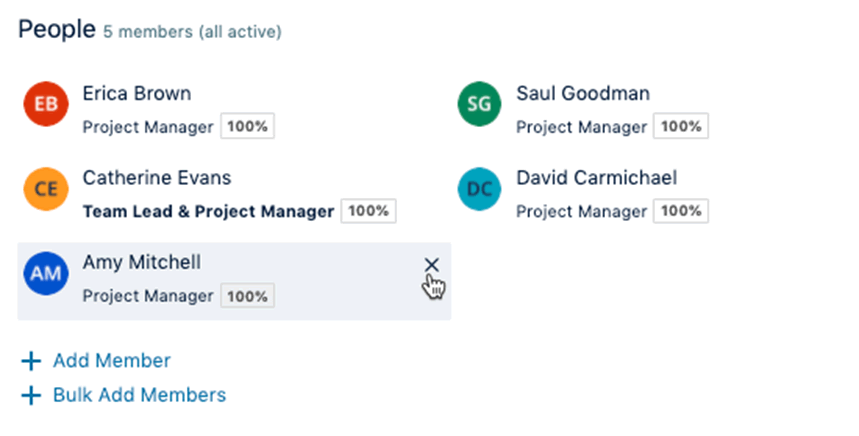 People 5 members (all active)
EB Erica Brown
Project Manager 100%
SG Saul Goodman
Project Manager 100%
CE Catherine Evans
Team Lead & Project Manager 100%
DC David Carmichael
Project Manager 100%
AM Amy Mitchell
Project Manager 100%
+ Add Member
+ Bulk Add Members